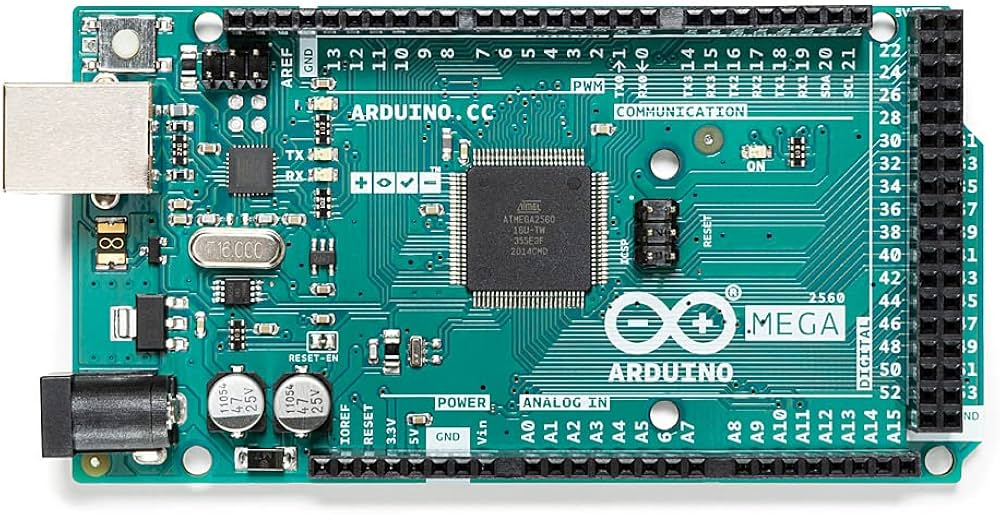 5V
AREF
GND
13
12
11
10
9
8
7
6
5
4
3
2
TX0→1
RX0←0
TX3 14
RX3 15
TX2 16
RX2 17
TX1 18
RX1 19
SDA 20
SCL 21
PWM
COMMUNICATION
ARDUINO.CC
TX
RX
ON
22
24
26
28
30
32
34
36
38
40
42
44
46
48
50
52
ATMEL
ATMEGA2560
16U-TW
355E3F
2014CMD
ICSP
RESET
16.000
RESET-EN
2560
MEGA
®
ARDUINO
DIGITAL
11054
47
25V
11054
47
25V
POWER
ANALOG IN
IOREF
RESET
3.3V
5V
GND
Vin
A0
A1
A2
A3
A4
A5
A7
A8
A9
A10
A11
A12
A13
A14
A15